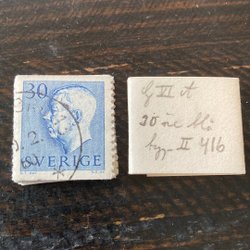 30
SVERIGE
G VI A
30 öre blå
typ II 416